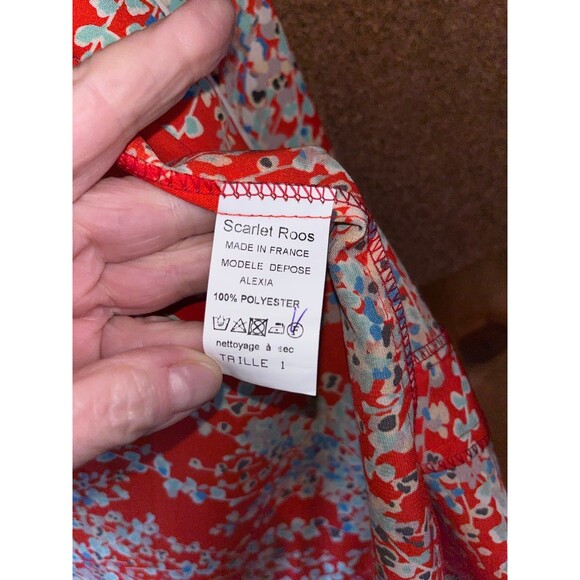 Scarlet Roos
MADE IN FRANCE
MODELE DEPOSE
ALEXIA
100% POLYESTER
F
nettoyage à sec
TAILLE 1